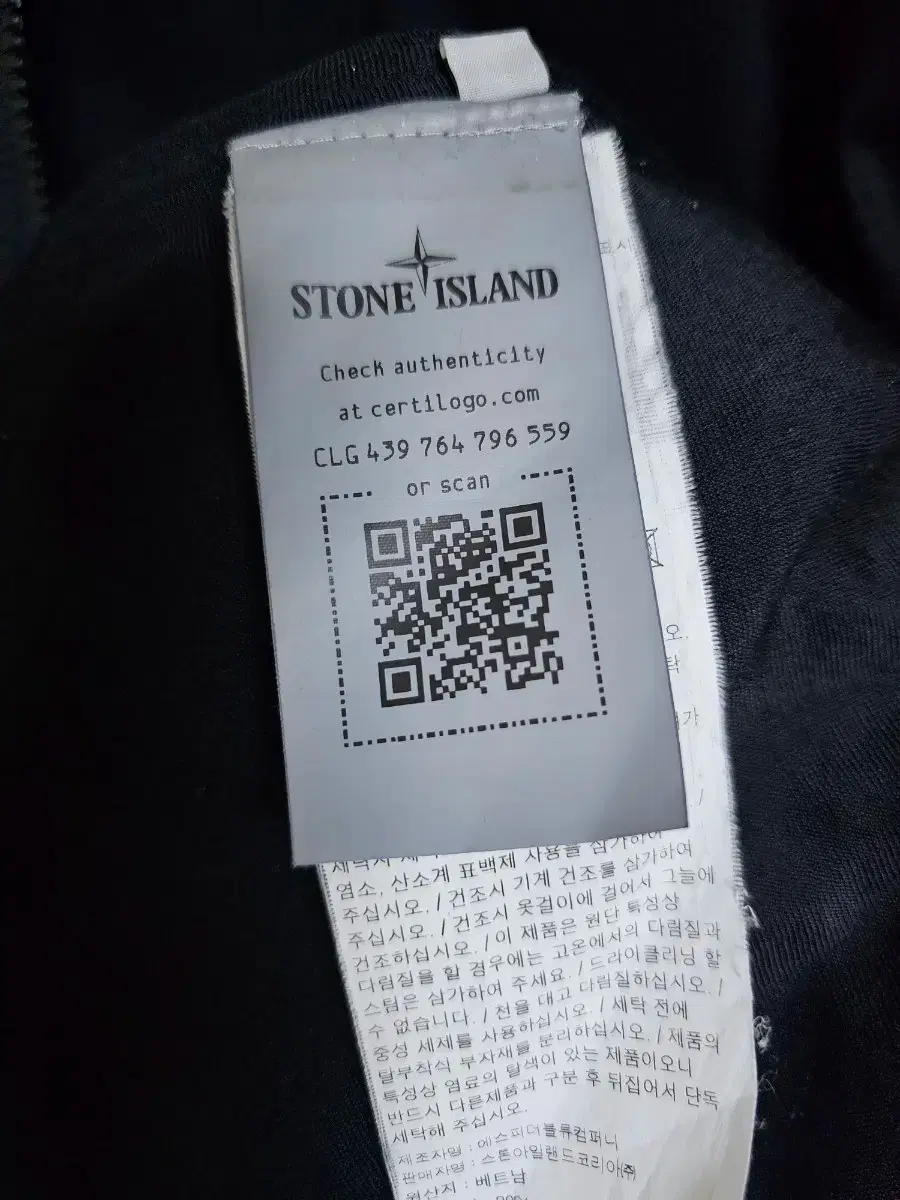 STONE ISLAND
Check authenticity
at certilogo.com
CLG 439 764 796 559
or scan
표시
오.
탁
/
염소, 산소계 표백제 사용을 삼가하여
주십시오. / 건조시 기계 건조를 삼가하여
주십시오. / 건조시 옷걸이에 걸어서 그늘에
건조하십시오. / 이 제품은 원단 특성상
다림질을 할 경우에는 고온에서의 다림질과
스팀은 삼가하여 주세요. / 드라이클리닝 할
수 없습니다. / 천을 대고 다림질하십시오. /
중성 세제를 사용하십시오. / 세탁 전에
탈부착식 부자재를 분리하십시오. / 제품의
특성상 염료의 탈색이 있는 제품이오니
반드시 다른제품과 구분 후 뒤집어서 단독
세탁해 주십시오.
제조자명 : 에스피더블류컴퍼니
판매자명 : 스톤아일랜드코리아㈜
원산지 : 베트남